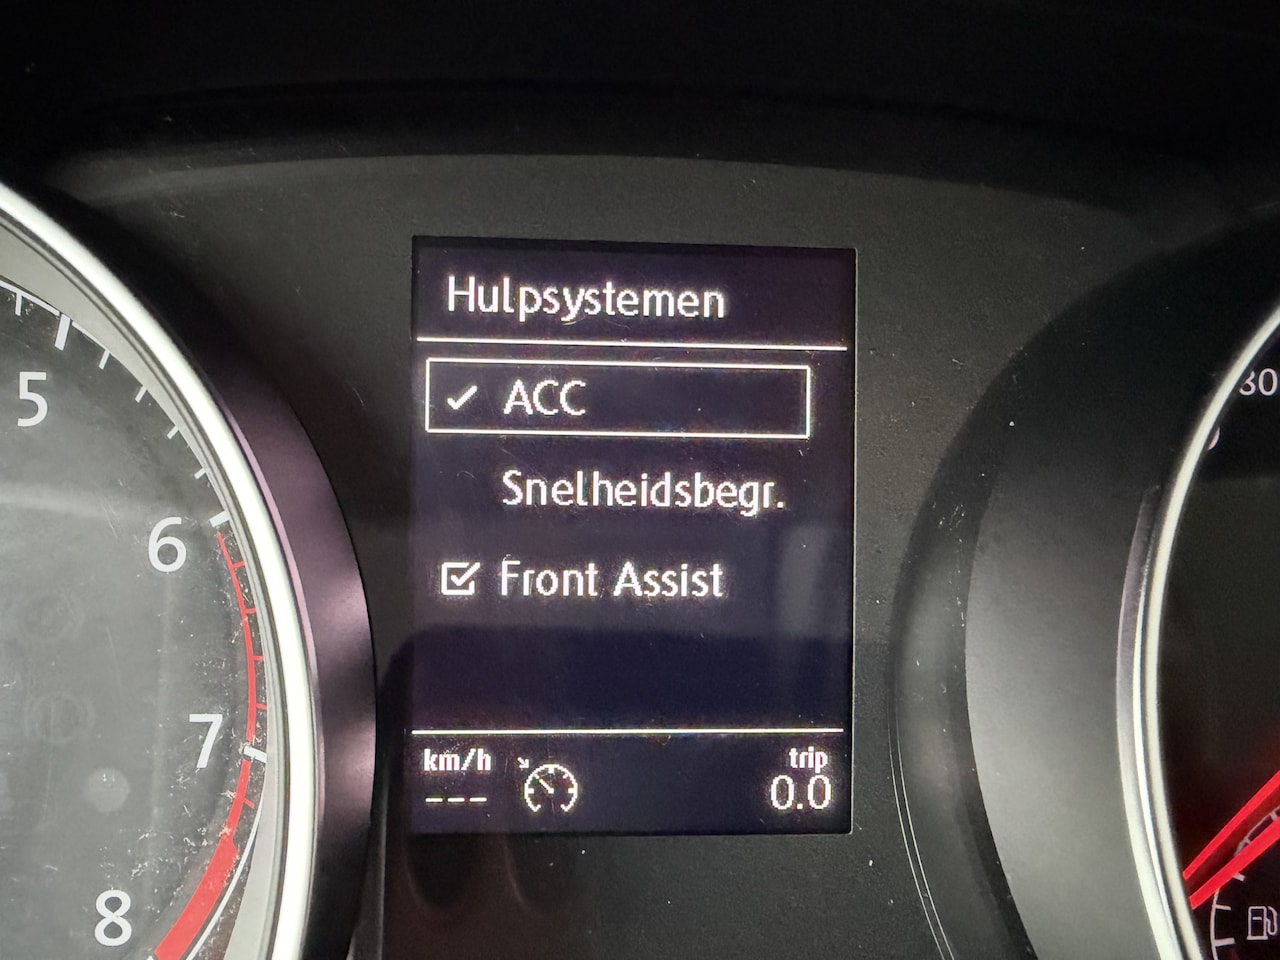 Hulpsystemen
ACC
Snelheidsbegr.
Front Assist
km/h
---
trip
0.0
5
6
7
8